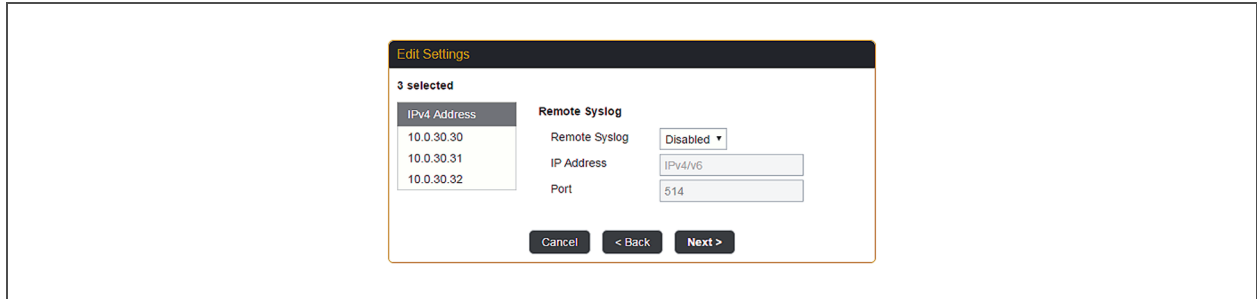 Edit Settings
3 selected
IPv4 Address
10.0.30.30
10.0.30.31
10.0.30.32
Remote Syslog
Remote Syslog Disabled
IP Address IPv4/v6
Port 514
Cancel < Back Next >